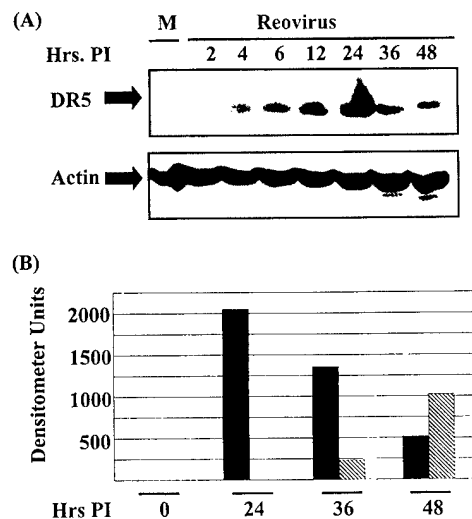 (A)
M Reovirus
Hrs. PI 2 4 6 12 24 36 48
DR5
Actin
(B)
Densitometer Units
2000
1500
1000
500
Hrs PI 0 24 36 48